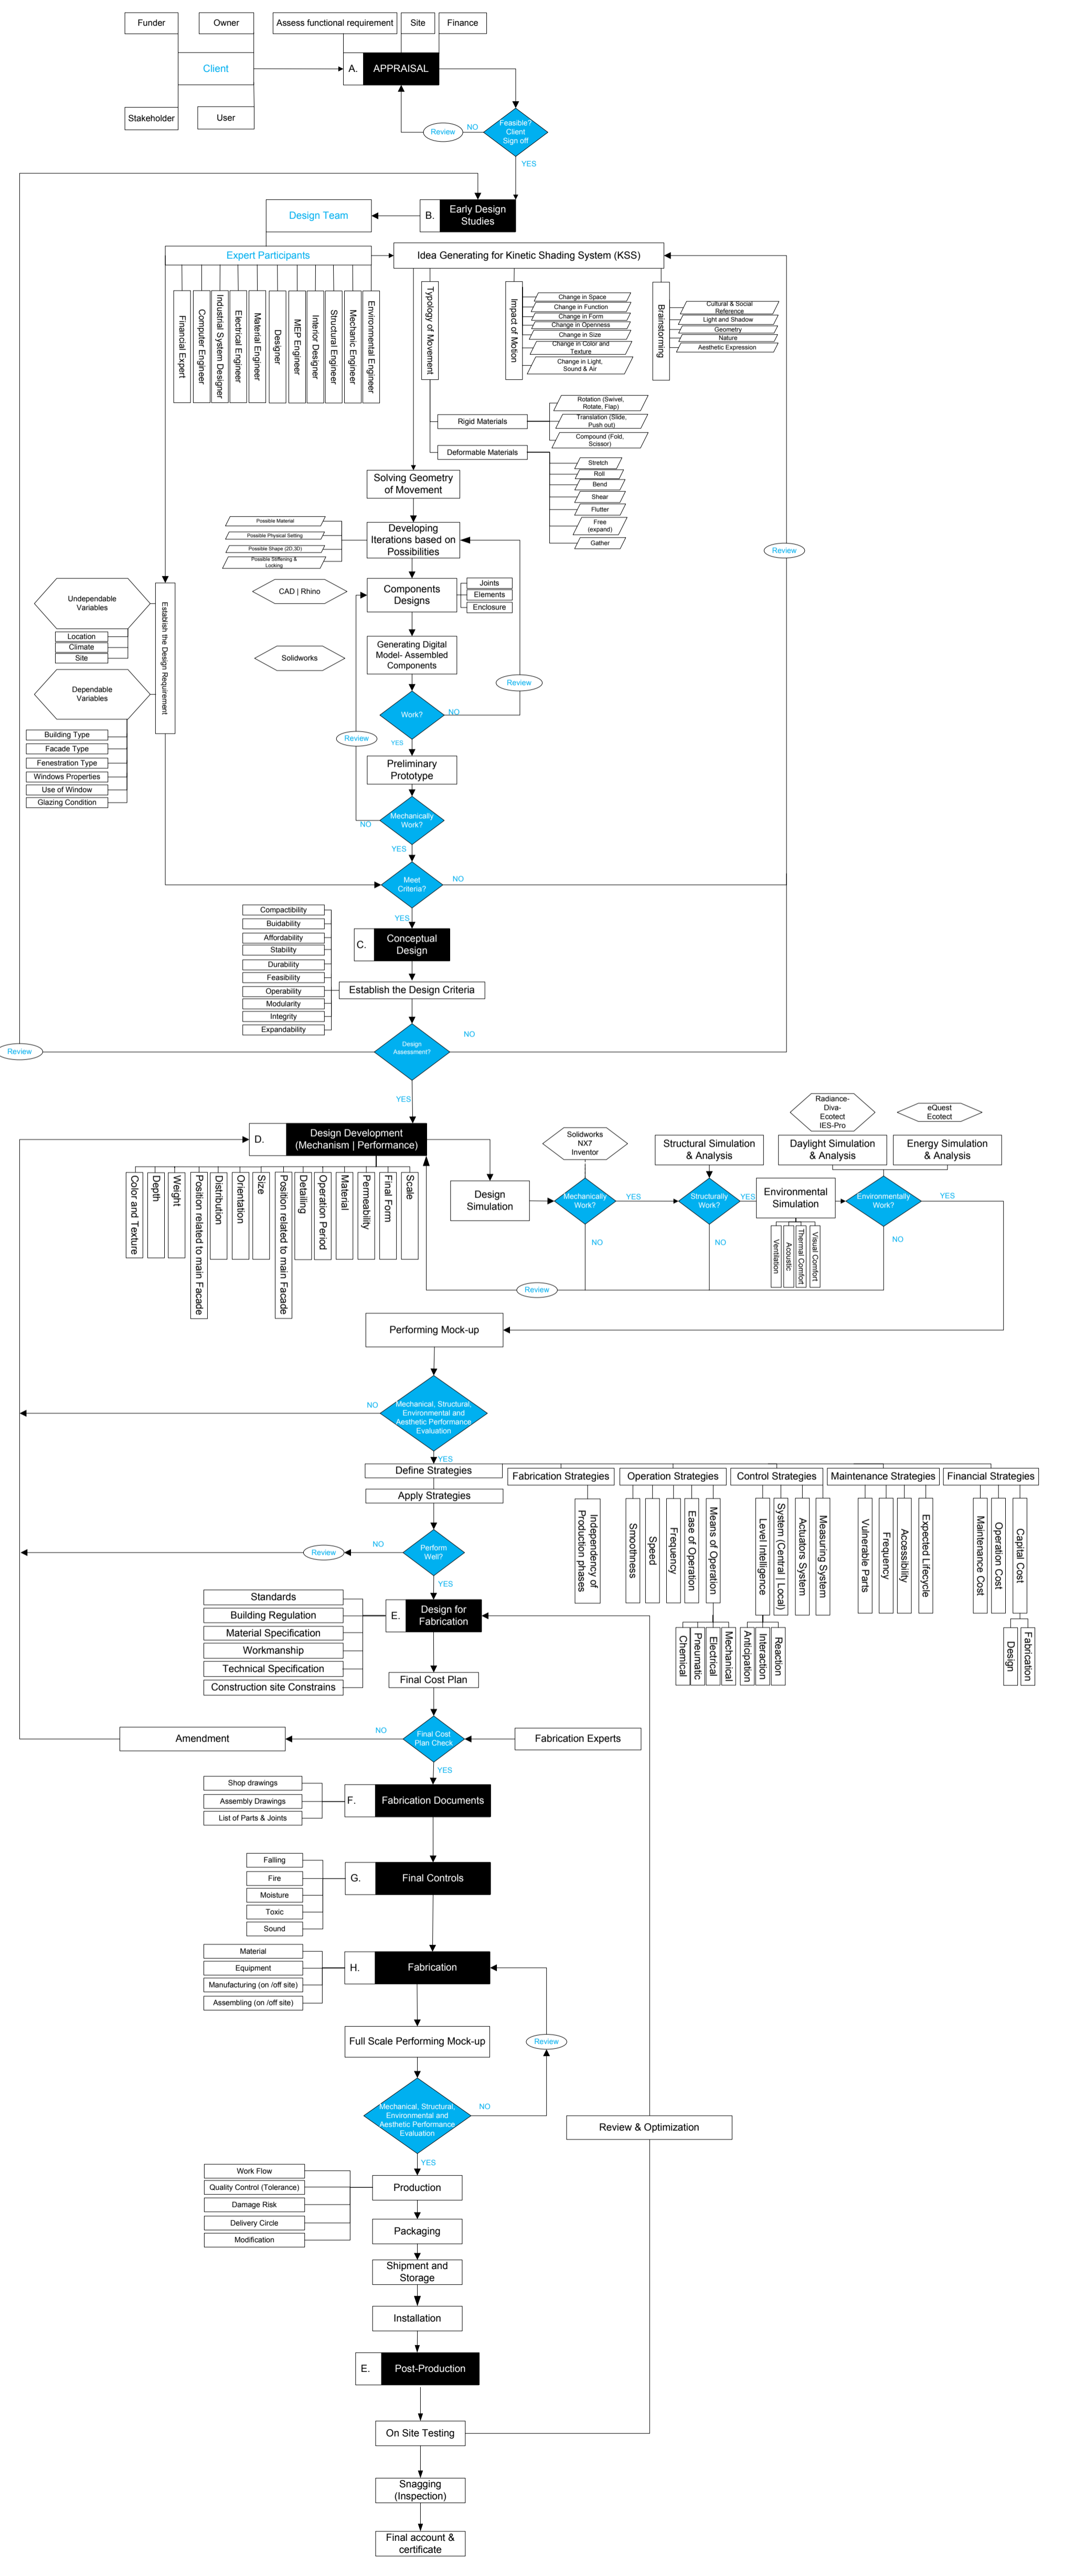 Funder
Owner
Assess functional requirement
Site
Finance
Client
A.
APPRAISAL
Stakeholder
User
Review
NO
Feasible?
Client
Sign off
YES
Design Team
B.
Early Design
Studies
Expert Participants
Idea Generating for Kinetic Shading System (KSS)
Financial Expert
Computer Engineer
Industrial System Designer
Electrical Engineer
Material Engineer
Designer
MEP Engineer
Interior Designer
Structural Engineer
Mechanic Engineer
Environmental Engineer
Typology of Movement
Impact of Motion
Change in Space
Change in Function
Change in Form
Change in Openness
Change in Size
Change in Color and
Texture
Change in Light,
Sound & Air
Brainstorming
Cultural & Social
Reference
Light and Shadow
Geometry
Nature
Aesthetic Expression
Rigid Materials
Rotation (Swivel,
Rotate, Flap)
Translation (Slide,
Push out)
Compound (Fold,
Scissor)
Deformable Materials
Stretch
Roll
Bend
Shear
Flutter
Free
(expand)
Gather
Solving Geometry
of Movement
Possible Material
Possible Physical Setting
Possible Shape (2D,3D)
Possible Stiffening &
Locking
Developing
Iterations based on
Possibilities
Review
CAD | Rhino
Components
Designs
Joints
Elements
Enclosure
Undependable
Variables
Location
Climate
Site
Establish the Design Requirement
Solidworks
Generating Digital
Model- Assembled
Components
Dependable
Variables
Review
Building Type
Facade Type
Fenestration Type
Windows Properties
Use of Window
Glazing Condition
Work?
NO
YES
Review
Preliminary
Prototype
Mechanically
Work?
NO
YES
Meet
Criteria?
NO
YES
Compactibility
Buidability
Affordability
Stability
Durability
Feasibility
Operability
Modularity
Integrity
Expandability
C.
Conceptual
Design
Establish the Design Criteria
NO
Review
Design
Assessment?
YES
D.
Design Development
(Mechanism | Performance)
Color and Texture
Depth
Weight
Position related to main Facade
Distribution
Orientation
Size
Position related to main Facade
Detailing
Operation Period
Material
Permeability
Final Form
Scale
Design
Simulation
Solidworks
NX7
Inventor
Mechanically
Work?
YES
NO
Structural Simulation
& Analysis
Structurally
Work?
YES
NO
Radiance-
Diva-
Ecotect
IES-Pro
eQuest
Ecotect
Daylight Simulation
& Analysis
Energy Simulation
& Analysis
Environmental
Simulation
Ventilation
Acoustic
Thermal Comfort
Visual Comfort
Environmentally
Work?
YES
NO
Review
Performing Mock-up
NO
Mechanical, Structural,
Environmental and
Aesthetic Performance
Evaluation
YES
Define Strategies
Fabrication Strategies
Operation Strategies
Control Strategies
Maintenance Strategies
Financial Strategies
Apply Strategies
Independency of
Production phases
Smoothness
Speed
Frequency
Ease of Operation
Means of Operation
Level Intelligence
System (Central | Local)
Actuators System
Measuring System
Vulnerable Parts
Frequency
Accessibility
Expected Lifecycle
Maintenance Cost
Operation Cost
Capital Cost
Chemical
Pneumatic
Electrical
Mechanical
Anticipation
Interaction
Reaction
Design
Fabrication
Review
NO
Perform
Well?
YES
Standards
Building Regulation
Material Specification
Workmanship
Technical Specification
Construction site Constrains
E.
Design for
Fabrication
Final Cost Plan
Amendment
NO
Final Cost
Plan Check
Fabrication Experts
YES
Shop drawings
Assembly Drawings
List of Parts & Joints
F.
Fabrication Documents
Falling
Fire
Moisture
Toxic
Sound
G.
Final Controls
Material
Equipment
Manufacturing (on /off site)
Assembling (on /off site)
H.
Fabrication
Full Scale Performing Mock-up
Review
Mechanical, Structural,
Environmental and
Aesthetic Performance
Evaluation
NO
YES
Review & Optimization
Work Flow
Quality Control (Tolerance)
Damage Risk
Delivery Circle
Modification
Production
Packaging
Shipment and
Storage
Installation
E.
Post-Production
On Site Testing
Snagging
(Inspection)
Final account &
certificate